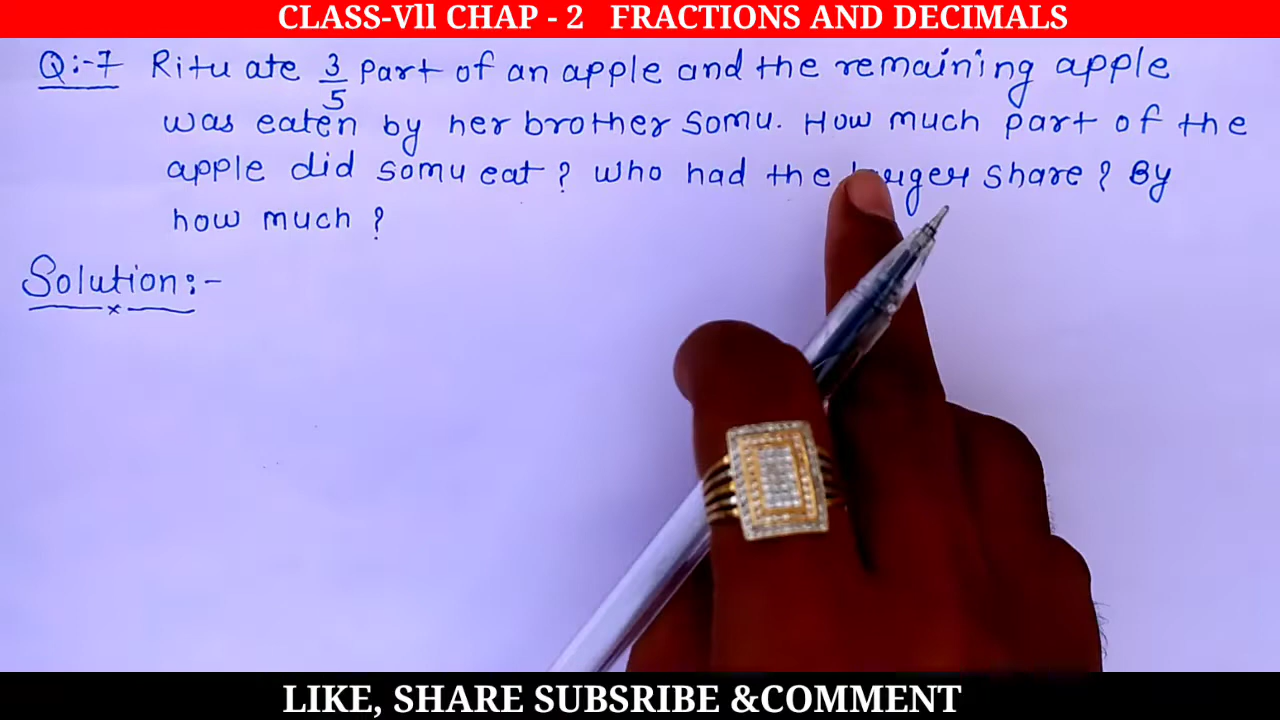 CLASS-Vll CHAP - 2 FRACTIONS AND DECIMALS
Q:-7 Ritu ate 3/5 part of an apple and the remaining apple
was eaten by her brother somu. How much part of the
apple did somu eat ? who had the larger share ? By
how much ?
Solution:-
LIKE, SHARE SUBSRIBE &COMMENT